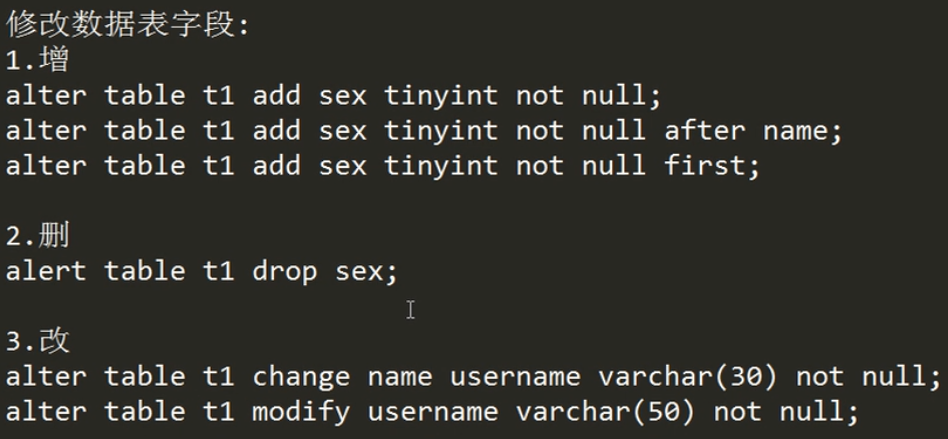 修改数据表字段:
1.增
alter table t1 add sex tinyint not null;
alter table t1 add sex tinyint not null after name;
alter table t1 add sex tinyint not null first;
2.删
alert table t1 drop sex;
3.改
alter table t1 change name username varchar(30) not null;
alter table t1 modify username varchar(50) not null;